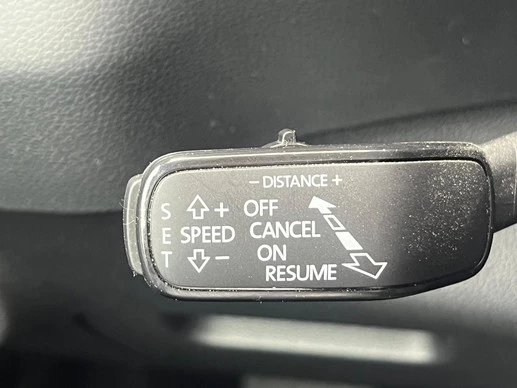 – DISTANCE +
S + OFF
E SPEED CANCEL
T – ON
RESUME